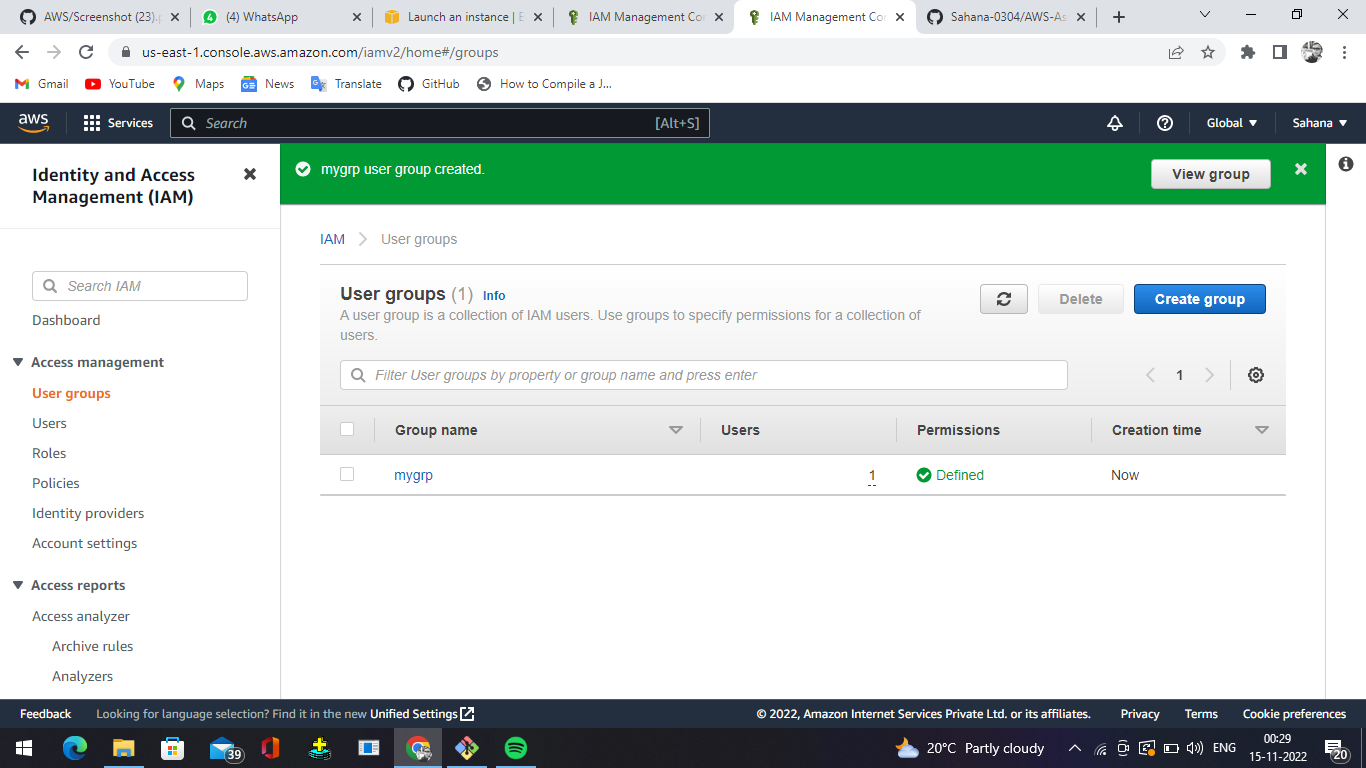 AWS/Screenshot (23).p
(4) WhatsApp
Launch an instance | E
IAM Management Con
IAM Management Con
Sahana-0304/AWS-As
us-east-1.console.aws.amazon.com/iamv2/home#/groups
Gmail
YouTube
Maps
News
Translate
GitHub
How to Compile a J...
aws
Services
Search
[Alt+S]
Global
Sahana
Identity and Access
Management (IAM)
mygrp user group created.
View group
IAM
User groups
Search IAM
Dashboard
Access management
User groups
Users
Roles
Policies
Identity providers
Account settings
Access reports
Access analyzer
Archive rules
Analyzers
User groups (1) Info
A user group is a collection of IAM users. Use groups to specify permissions for a collection of
users.
Delete
Create group
Filter User groups by property or group name and press enter
1
Group name
Users
Permissions
Creation time
mygrp
1
Defined
Now
Feedback
Looking for language selection? Find it in the new Unified Settings
© 2022, Amazon Internet Services Private Ltd. or its affiliates.
Privacy
Terms
Cookie preferences
39
20°C Partly cloudy
ENG
00:29
15-11-2022
20